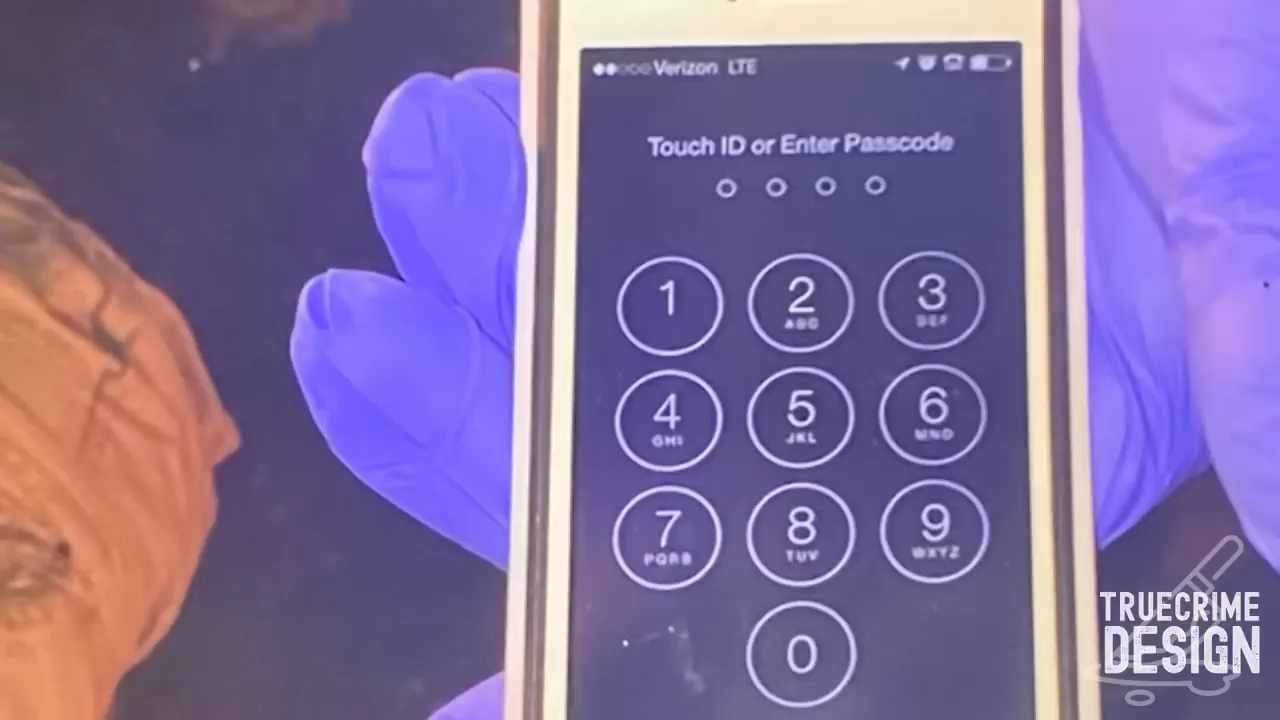 Verizon LTE
Touch ID or Enter Passcode
1 2 3
ABC DEF
4 5 6
GHI JKL MNO
7 8 9
PQRS TUV WXYZ
0
TRUECRIME
DESIGN